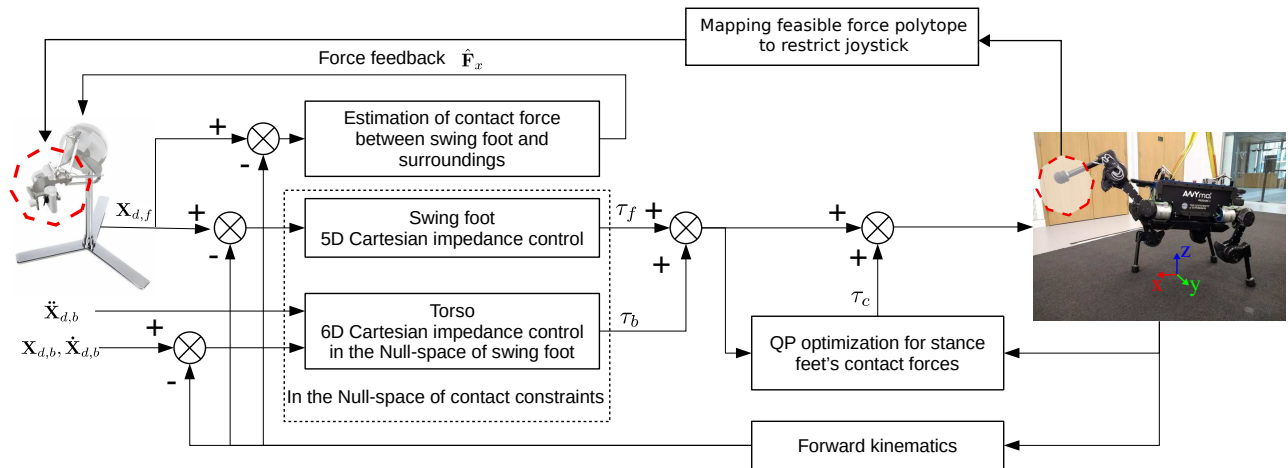 Mapping feasible force polytope
to restrict joystick
Force feedback F̂ₓ
+
-
Estimation of contact force
between swing foot and
surroundings
X_{d,f}
+
-
Swing foot
5D Cartesian impedance control
τ_f
+
+
+
+
ANYmal
z
x
y
Ẍ_{d,b}
X_{d,b}, Ẋ_{d,b}
+
-
Torso
6D Cartesian impedance control
in the Null-space of swing foot
τ_b
τ_c
QP optimization for stance
feet's contact forces
In the Null-space of contact constraints
Forward kinematics